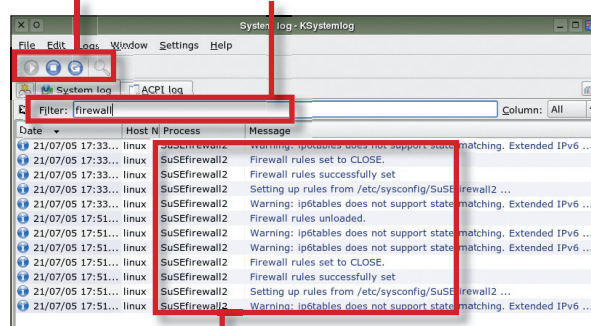 System log - KSystemlog
File Edit Logs Window Settings Help
System log ACPI log
Filter: firewall Column: All
Date Host N Process Message
21/07/05 17:33... linux SuSEfirewall2 Warning: ip6tables does not support state matching. Extended IPv6 ...
21/07/05 17:33... linux SuSEfirewall2 Firewall rules set to CLOSE.
21/07/05 17:33... linux SuSEfirewall2 Firewall rules successfully set
21/07/05 17:33... linux SuSEfirewall2 Setting up rules from /etc/sysconfig/SuSEfirewall2 ...
21/07/05 17:33... linux SuSEfirewall2 Warning: ip6tables does not support state matching. Extended IPv6 ...
21/07/05 17:51... linux SuSEfirewall2 Firewall rules unloaded.
21/07/05 17:51... linux SuSEfirewall2 Warning: ip6tables does not support state matching. Extended IPv6 ...
21/07/05 17:51... linux SuSEfirewall2 Warning: ip6tables does not support state matching. Extended IPv6 ...
21/07/05 17:51... linux SuSEfirewall2 Firewall rules set to CLOSE.
21/07/05 17:51... linux SuSEfirewall2 Firewall rules successfully set
21/07/05 17:51... linux SuSEfirewall2 Setting up rules from /etc/sysconfig/SuSEfirewall2 ...
21/07/05 17:51... linux SuSEfirewall2 Warning: ip6tables does not support state matching. Extended IPv6 ...